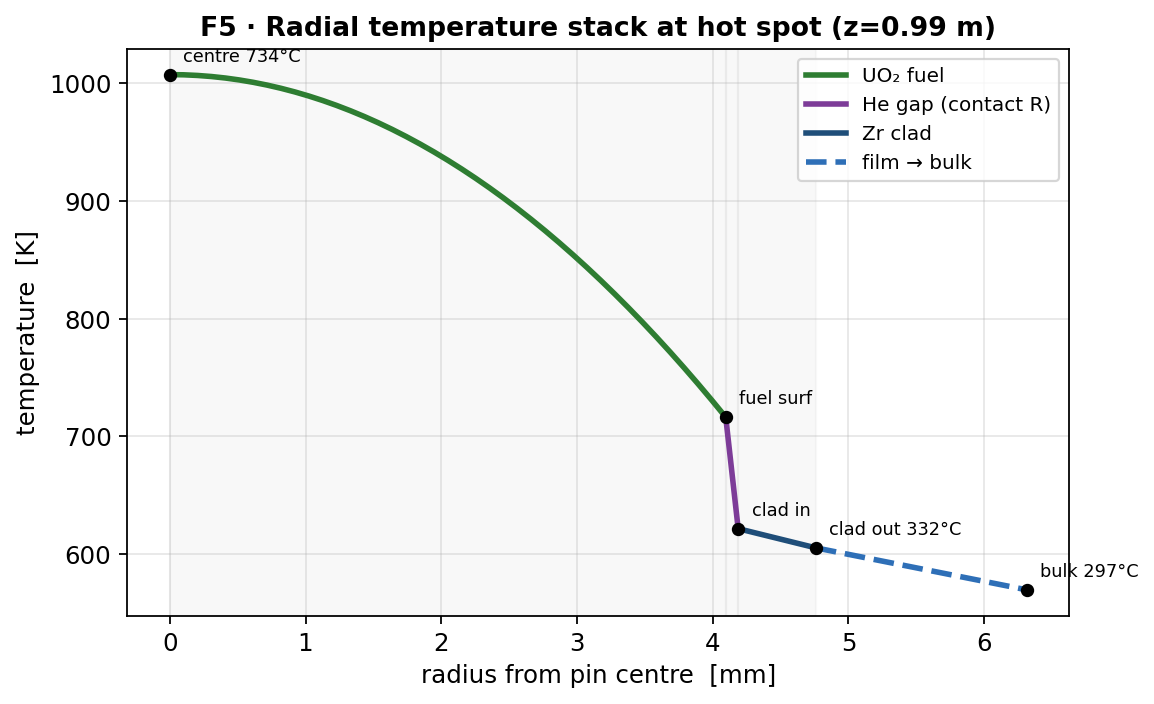 F5 · Radial temperature stack at hot spot (z=0.99 m)
centre 734°C
UO₂ fuel
He gap (contact R)
Zr clad
film → bulk
fuel surf
clad in
clad out 332°C
bulk 297°C
temperature [K]
1000
900
800
700
600
0 1 2 3 4 5 6
radius from pin centre [mm]